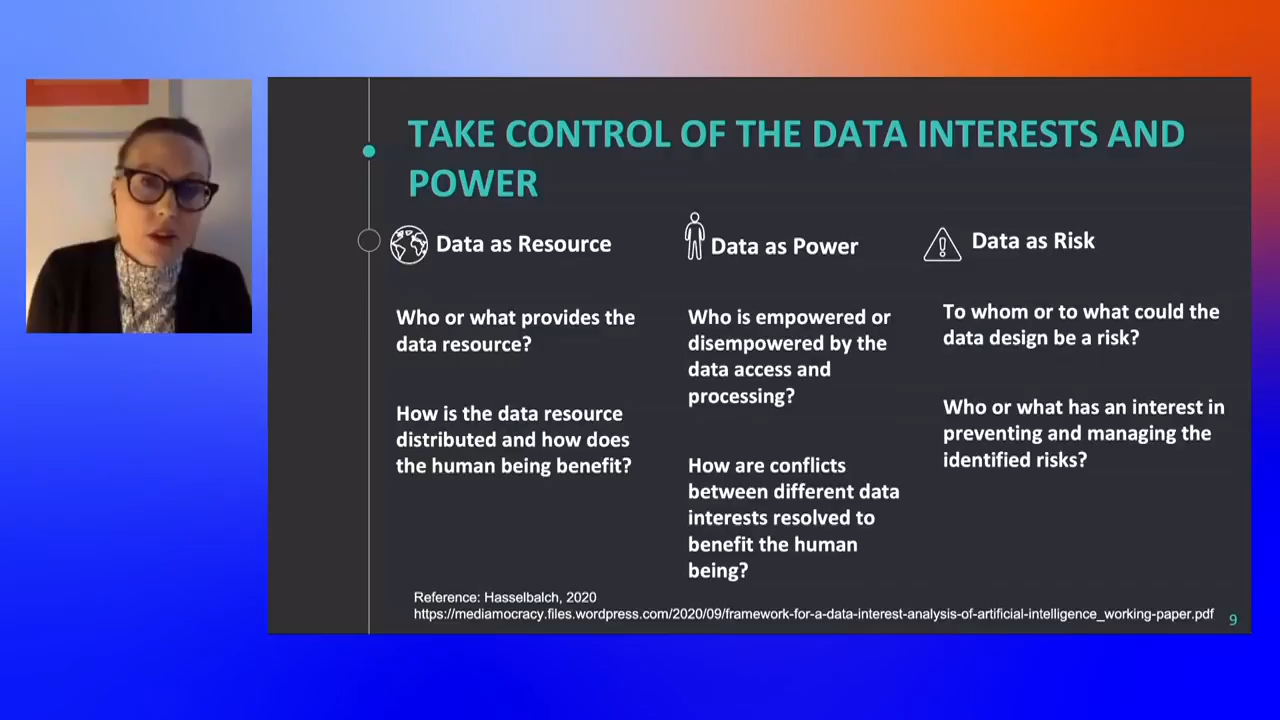 TAKE CONTROL OF THE DATA INTERESTS AND
POWER
Data as Resource
Who or what provides the
data resource?
How is the data resource
distributed and how does
the human being benefit?
Data as Power
Who is empowered or
disempowered by the
data access and
processing?
How are conflicts
between different data
interests resolved to
benefit the human
being?
Data as Risk
To whom or to what could the
data design be a risk?
Who or what has an interest in
preventing and managing the
identified risks?
Reference: Hasselbalch, 2020
https://mediamocracy.files.wordpress.com/2020/09/framework-for-a-data-interest-analysis-of-artificial-intelligence_working-paper.pdf
9